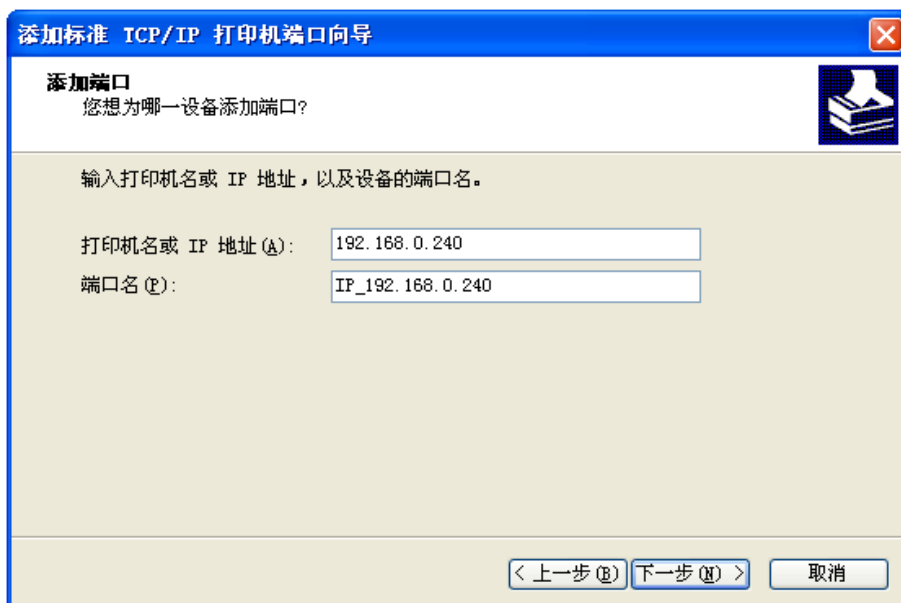 添加标准 TCP/IP 打印机端口向导
添加端口
您想为哪一设备添加端口?
输入打印机名或 IP 地址,以及设备的端口名。
打印机名或 IP 地址(A): 192.168.0.240
端口名(P): IP_192.168.0.240
< 上一步(B) 下一步(N) > 取消